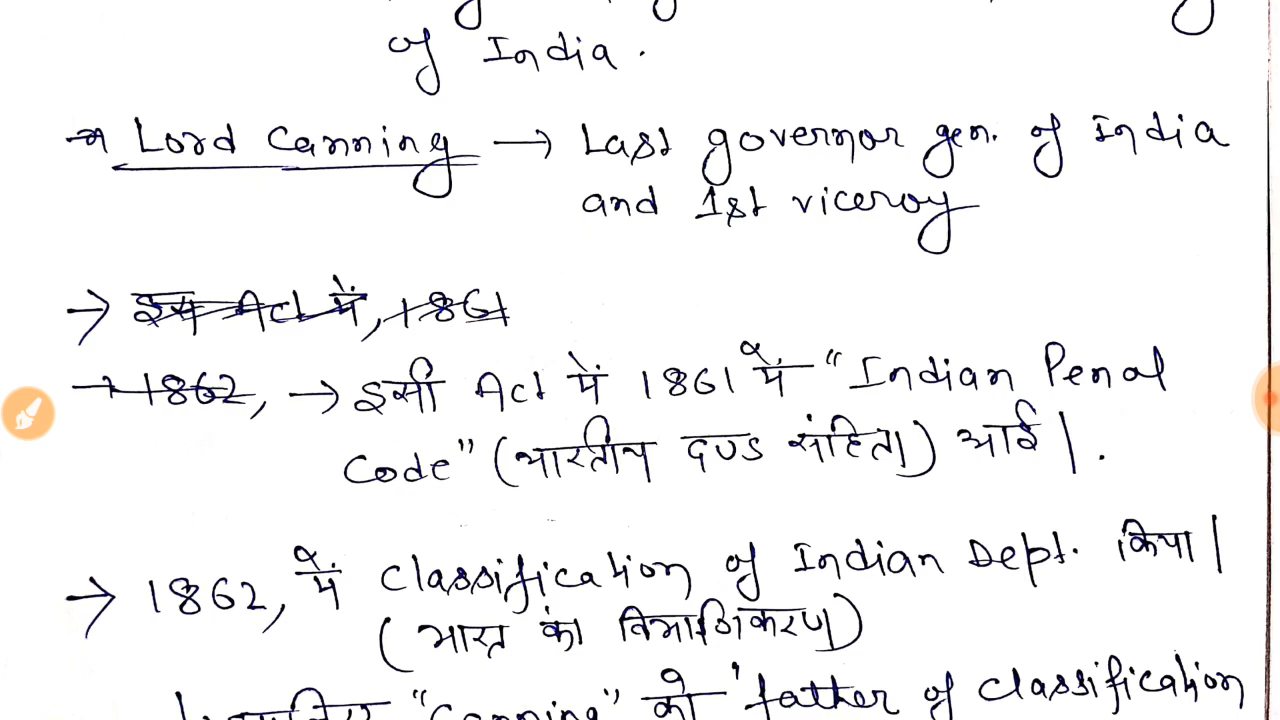 of India.
→ Lord Canning → Last governor gen. of India
and 1st viceroy
→ इस Act में, 1861
→ 1862, → इसी Act में 1861 में "Indian Penal
Code" (भारतीय दण्ड संहिता) आई|.
→ 1862, में Classification of Indian Dept. किया|
(भारत का विभागिकरण)
"Canning" को 'father of classification